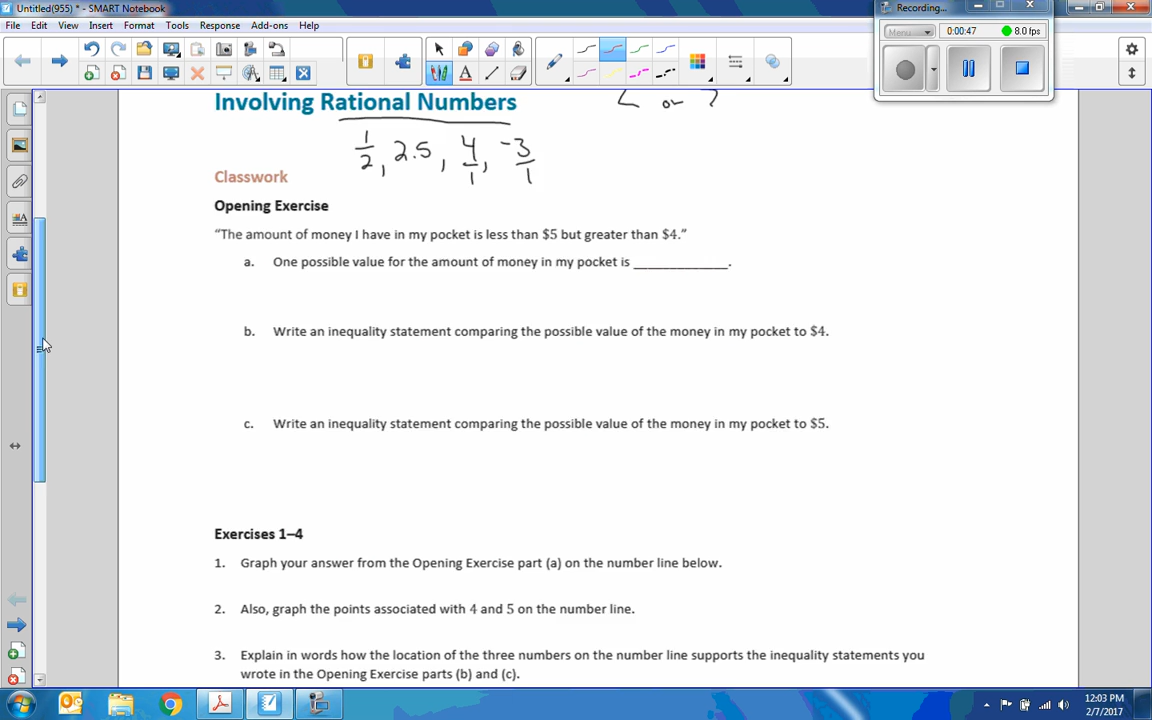 Untitled(955) * - SMART Notebook
Recording...
File Edit View Insert Format Tools Response Add-ons Help
Menu 0:00:47 8.0 fps
Involving Rational Numbers
< or >
1/2, 2.5, 4/1, -3/1
Classwork
Opening Exercise
“The amount of money I have in my pocket is less than $5 but greater than $4.”
a. One possible value for the amount of money in my pocket is _____________.
b. Write an inequality statement comparing the possible value of the money in my pocket to $4.
c. Write an inequality statement comparing the possible value of the money in my pocket to $5.
Exercises 1–4
1. Graph your answer from the Opening Exercise part (a) on the number line below.
2. Also, graph the points associated with 4 and 5 on the number line.
3. Explain in words how the location of the three numbers on the number line supports the inequality statements you
wrote in the Opening Exercise parts (b) and (c).
12:03 PM
2/7/2017